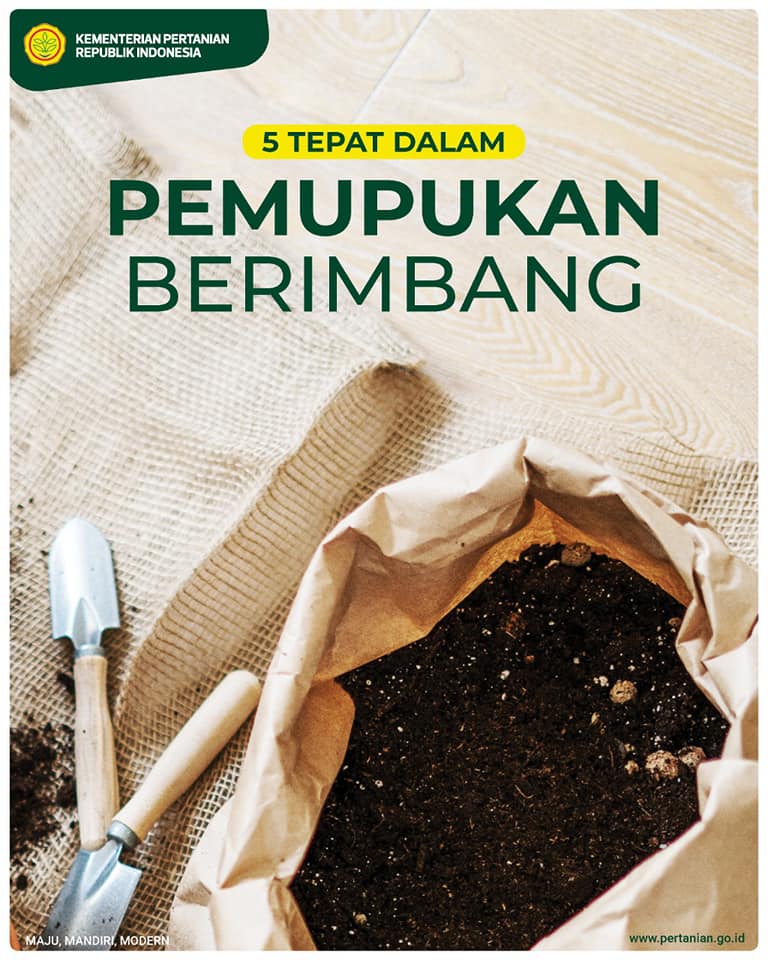 KEMENTERIAN PERTANIAN
REPUBLIK INDONESIA
5 TEPAT DALAM
PEMUPUKAN
BERIMBANG
MAJU, MANDIRI, MODERN
www.pertanian.go.id